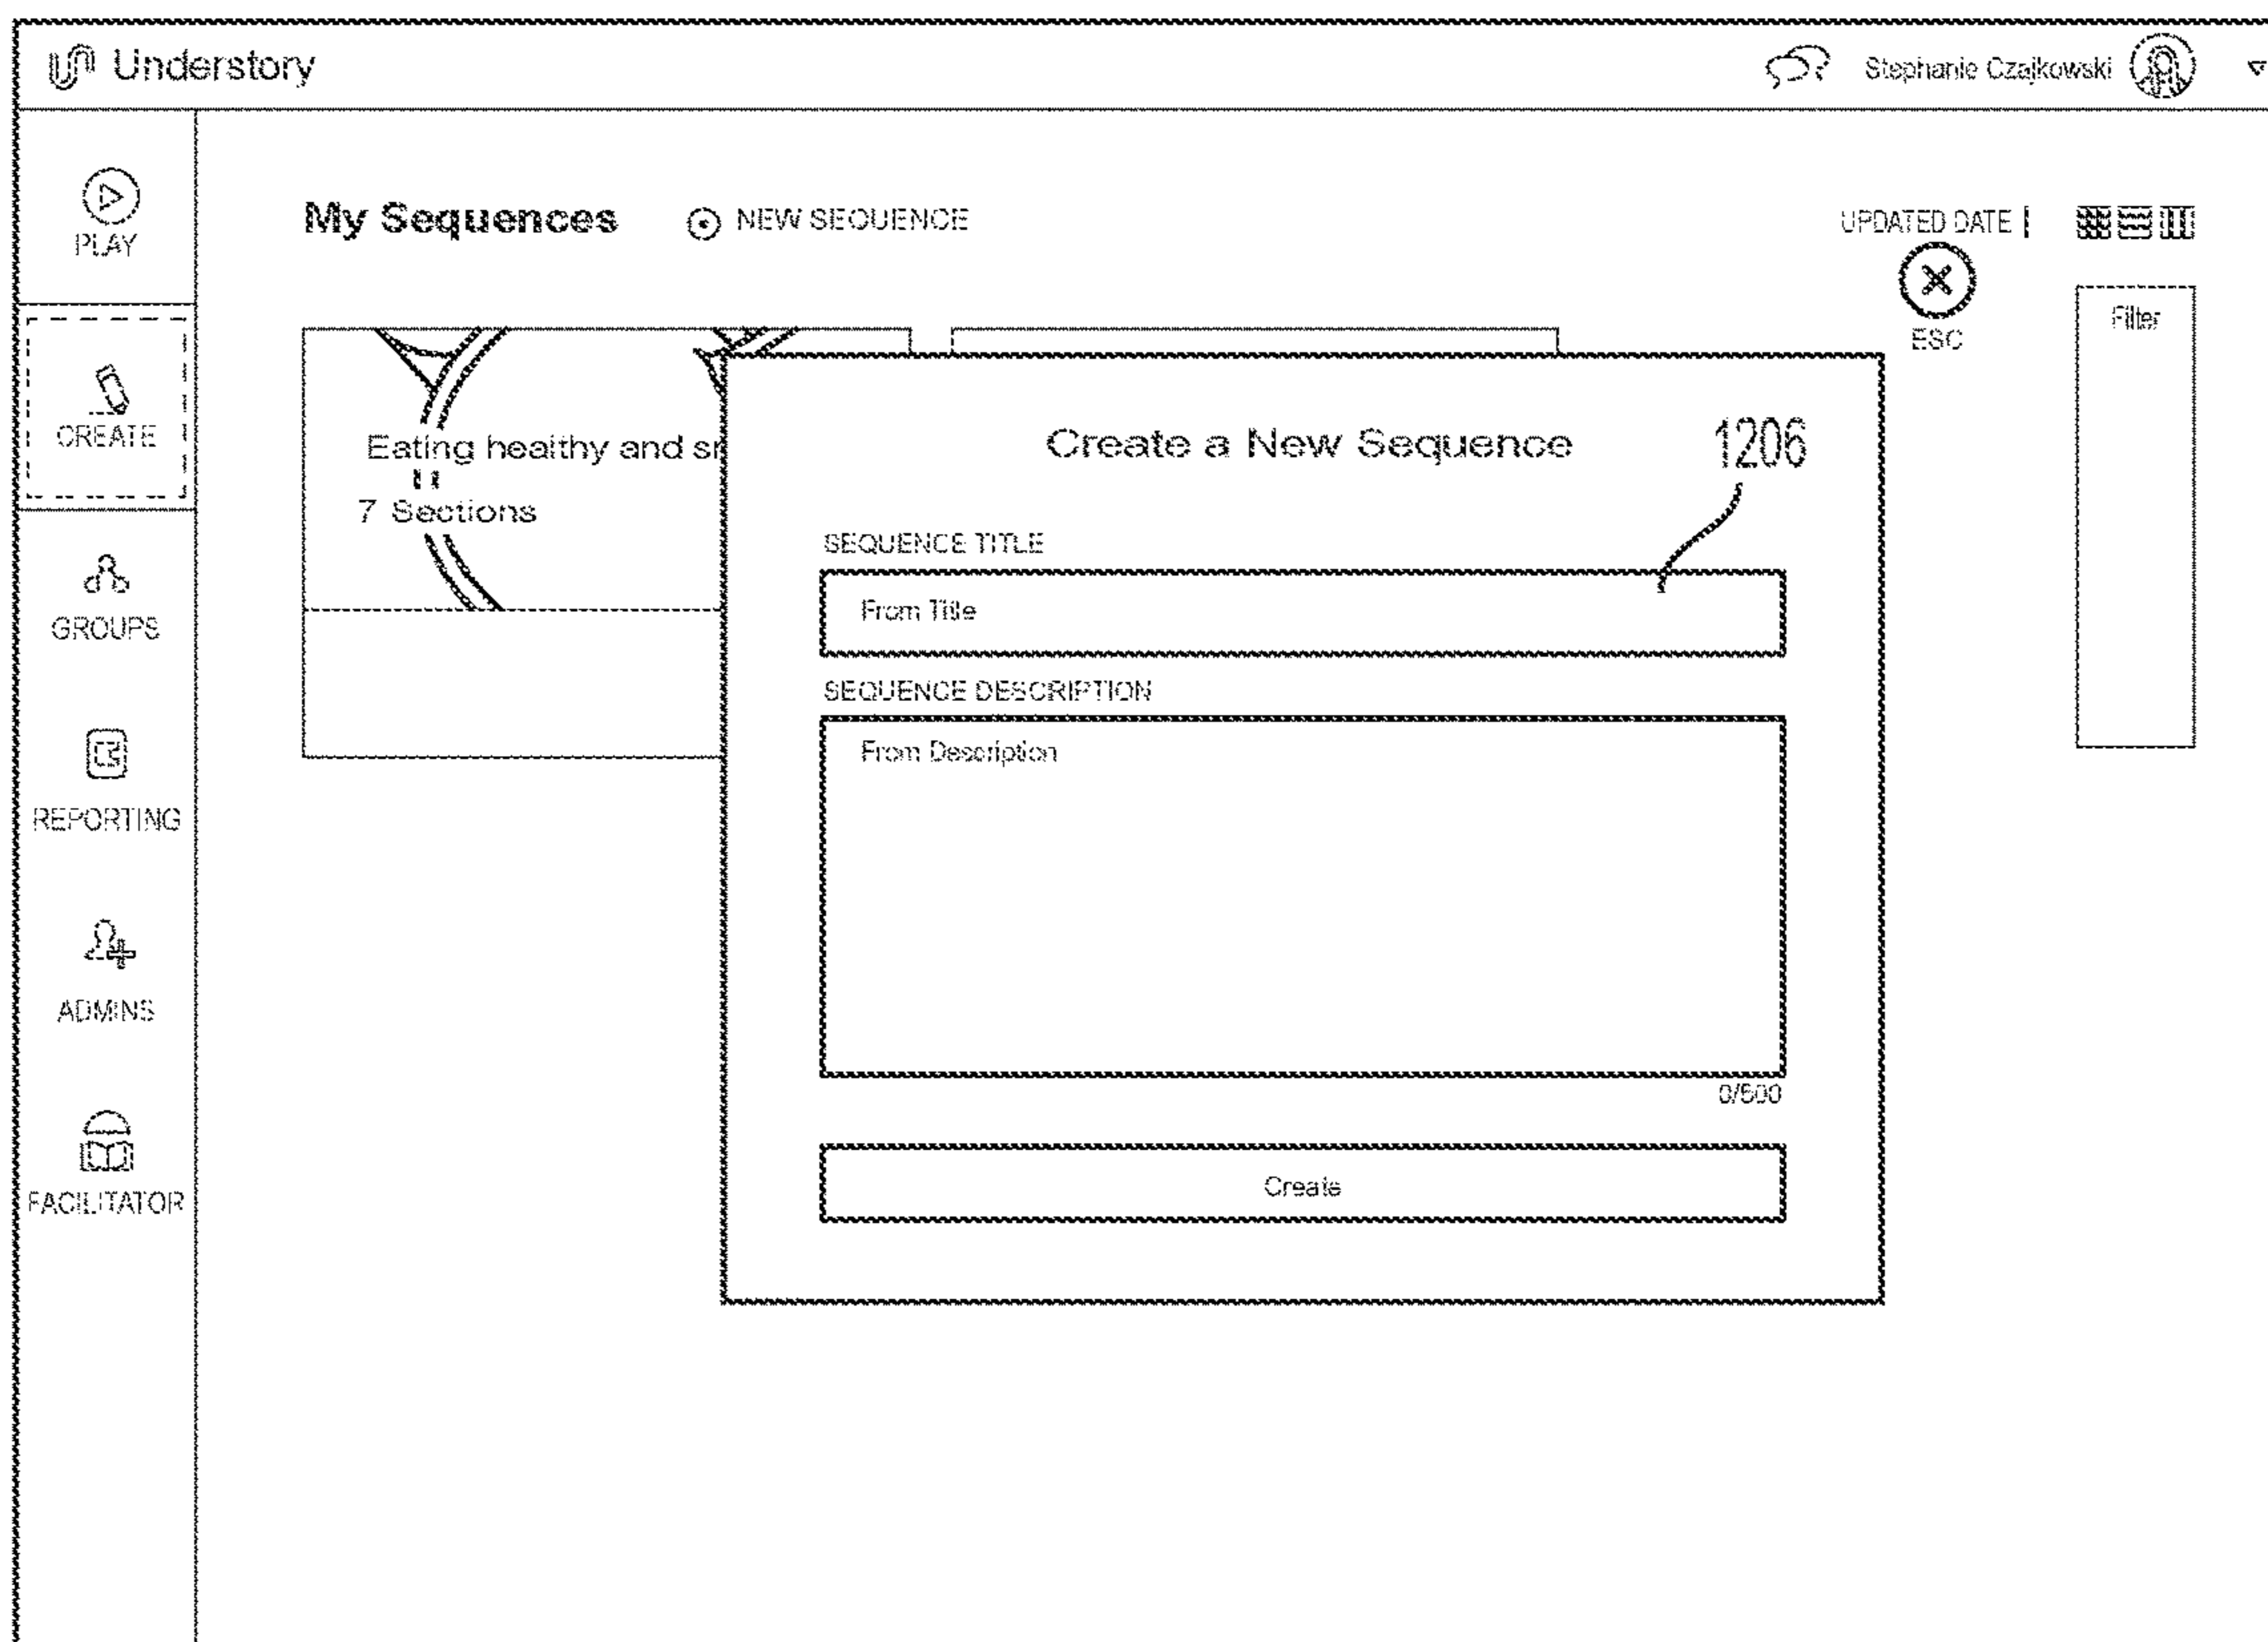 Understory
Stephanie Czajkowski
PLAY
CREATE
GROUPS
REPORTING
ADMINS
FACILITATOR
My Sequences
NEW SEQUENCE
UPDATED DATE
ESC
Filter
Eating healthy and
7 Sections
Create a New Sequence
1206
SEQUENCE TITLE
From Title
SEQUENCE DESCRIPTION
From Description
0/500
Create